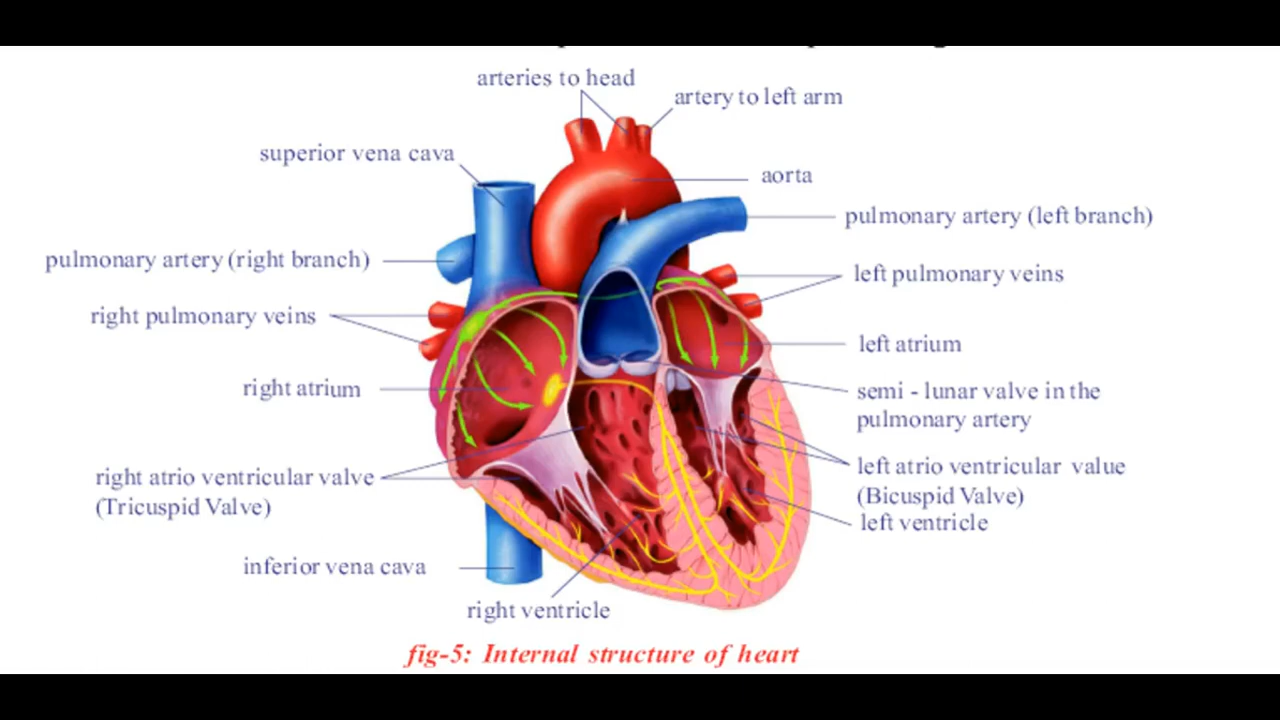 arteries to head
artery to left arm
superior vena cava
aorta
pulmonary artery (left branch)
pulmonary artery (right branch)
left pulmonary veins
right pulmonary veins
left atrium
right atrium
semi - lunar valve in the
pulmonary artery
left atrio ventricular value
(Bicuspid Valve)
right atrio ventricular valve
(Tricuspid Valve)
left ventricle
inferior vena cava
right ventricle
fig-5: Internal structure of heart